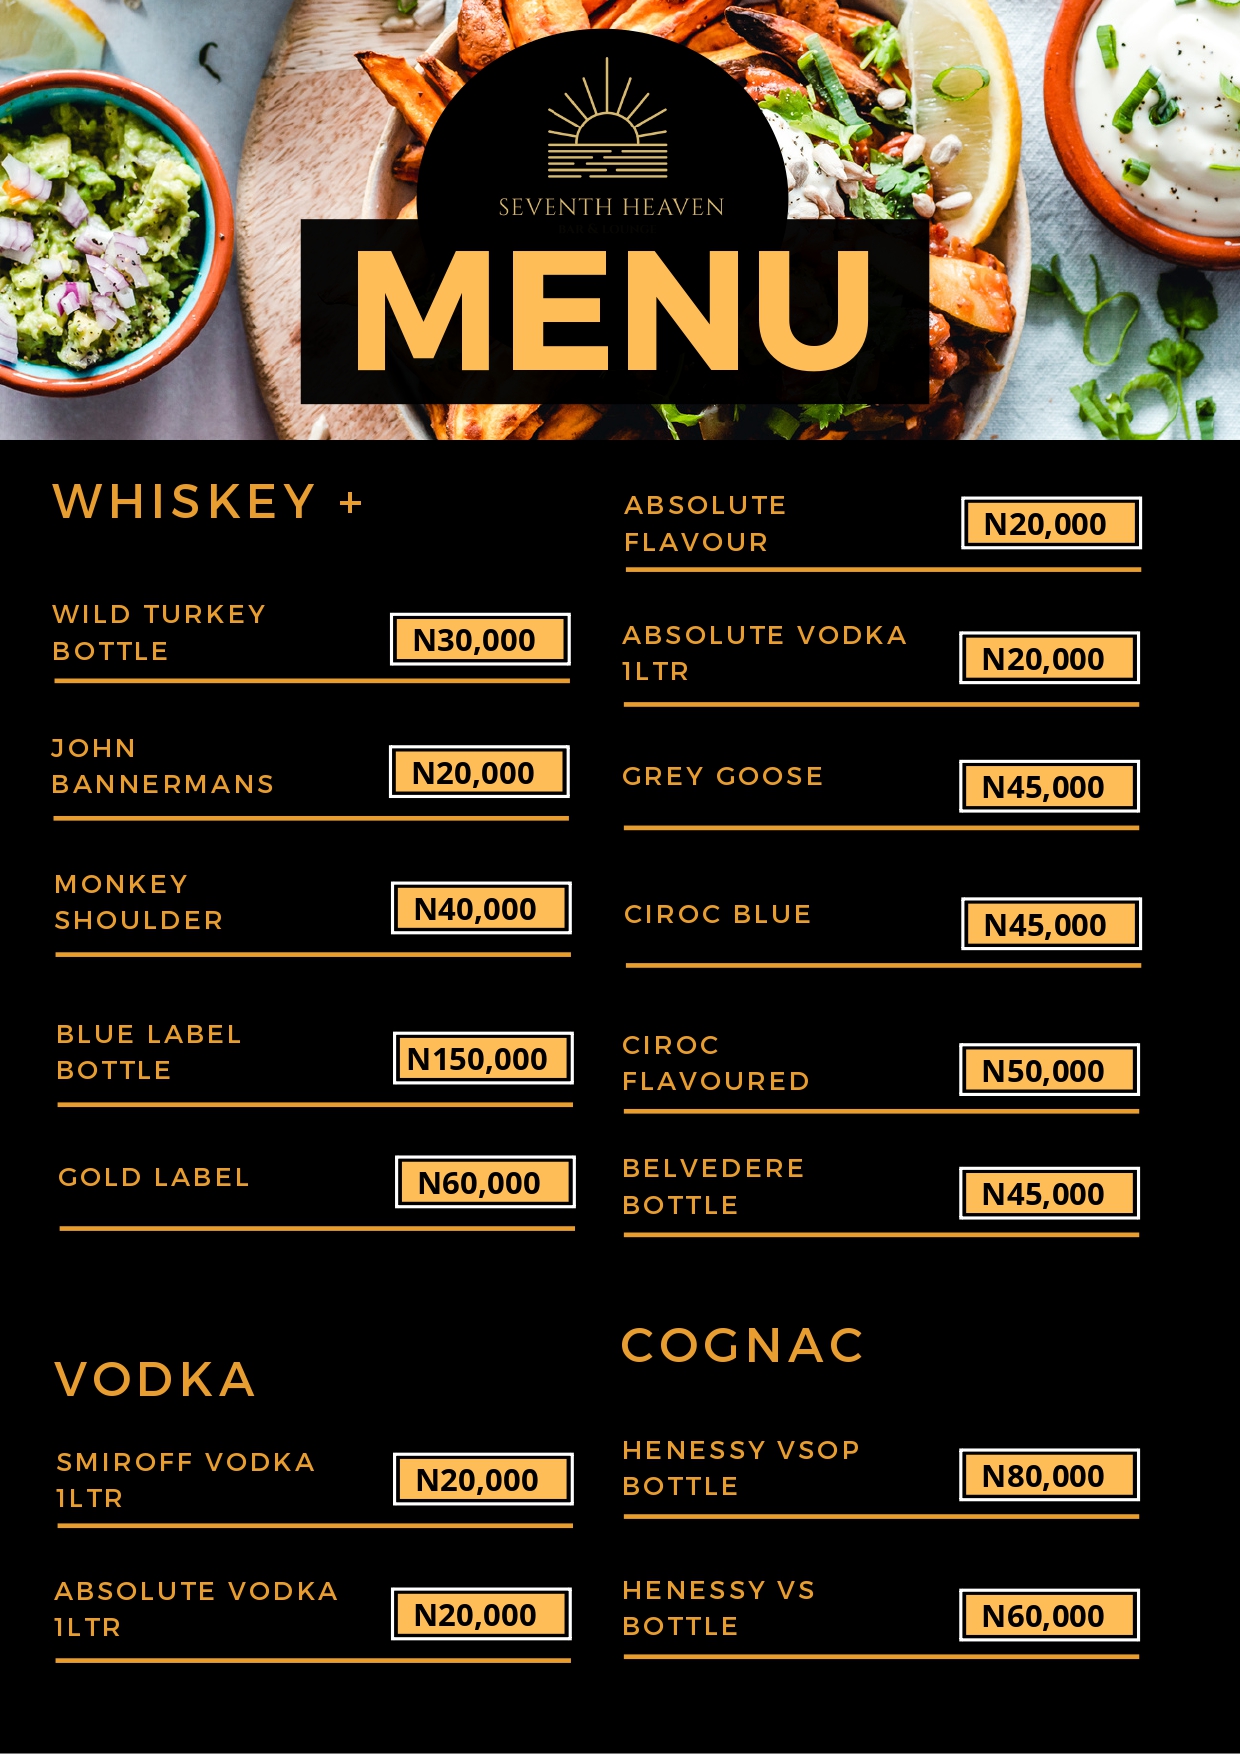 SEVENTH HEAVEN
BAR & LOUNGE
MENU
WHISKEY +
WILD TURKEY
BOTTLE
N30,000
JOHN
BANNERMANS
N20,000
MONKEY
SHOULDER
N40,000
BLUE LABEL
BOTTLE
N150,000
GOLD LABEL
N60,000
VODKA
SMIROFF VODKA
1LTR
N20,000
ABSOLUTE VODKA
1LTR
N20,000
ABSOLUTE
FLAVOUR
N20,000
ABSOLUTE VODKA
1LTR
N20,000
GREY GOOSE
N45,000
CIROC BLUE
N45,000
CIROC
FLAVOURED
N50,000
BELVEDERE
BOTTLE
N45,000
COGNAC
HENESSY VSOP
BOTTLE
N80,000
HENESSY VS
BOTTLE
N60,000